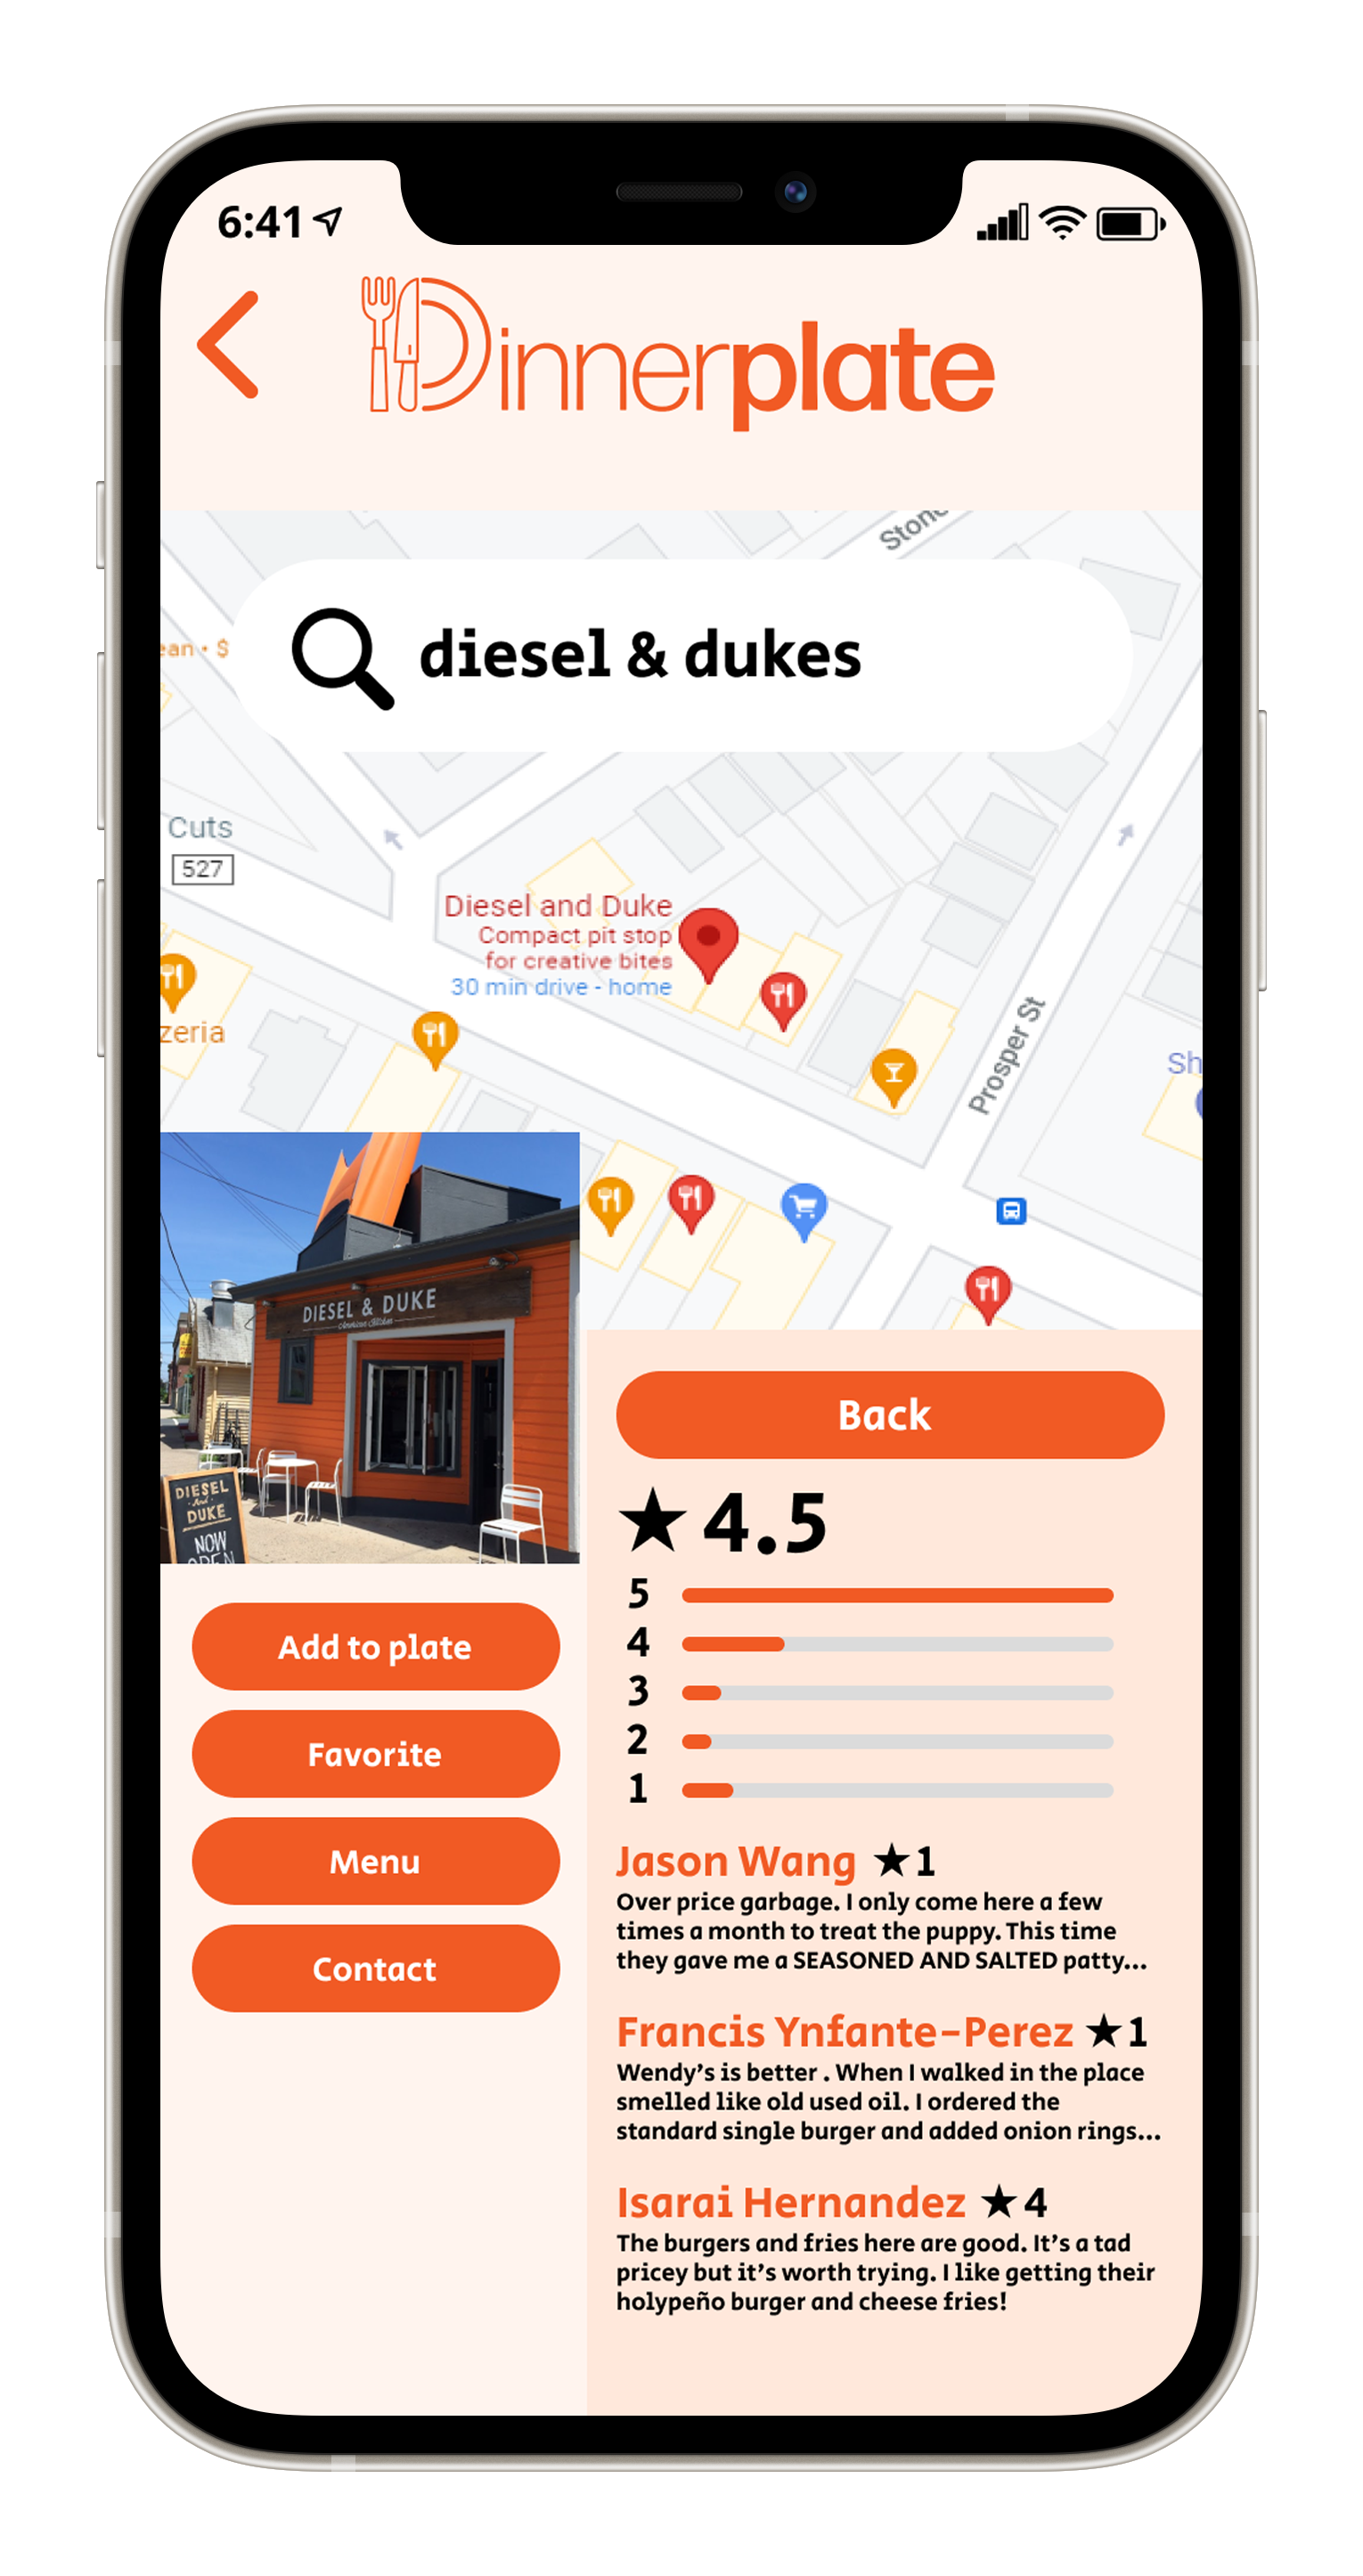 6:41
Dinnerplate
Stone
diesel & dukes
ean • $
Cuts
527
Diesel and Duke
Compact pit stop
for creative bites
30 min drive - home
zeria
Prosper St
Sh
DIESEL & DUKE
American Kitchen
DIESEL
And
DUKE
NOW
OPEN
Back
★4.5
5
4
3
2
1
Add to plate
Favorite
Menu
Contact
Jason Wang ★1
Over price garbage. I only come here a few
times a month to treat the puppy. This time
they gave me a SEASONED AND SALTED patty...
Francis Ynfante-Perez ★1
Wendy's is better . When I walked in the place
smelled like old used oil. I ordered the
standard single burger and added onion rings...
Isarai Hernandez ★4
The burgers and fries here are good. It's a tad
pricey but it's worth trying. I like getting their
holypeño burger and cheese fries!